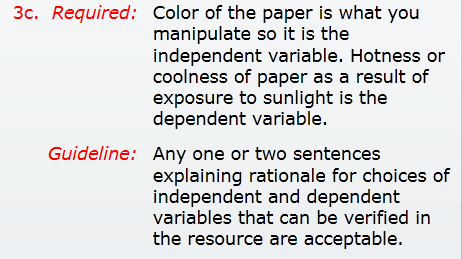 3c. Required: Color of the paper is what you
manipulate so it is the
independent variable. Hotness or
coolness of paper as a result of
exposure to sunlight is the
dependent variable.
Guideline: Any one or two sentences
explaining rationale for choices of
independent and dependent
variables that can be verified in
the resource are acceptable.